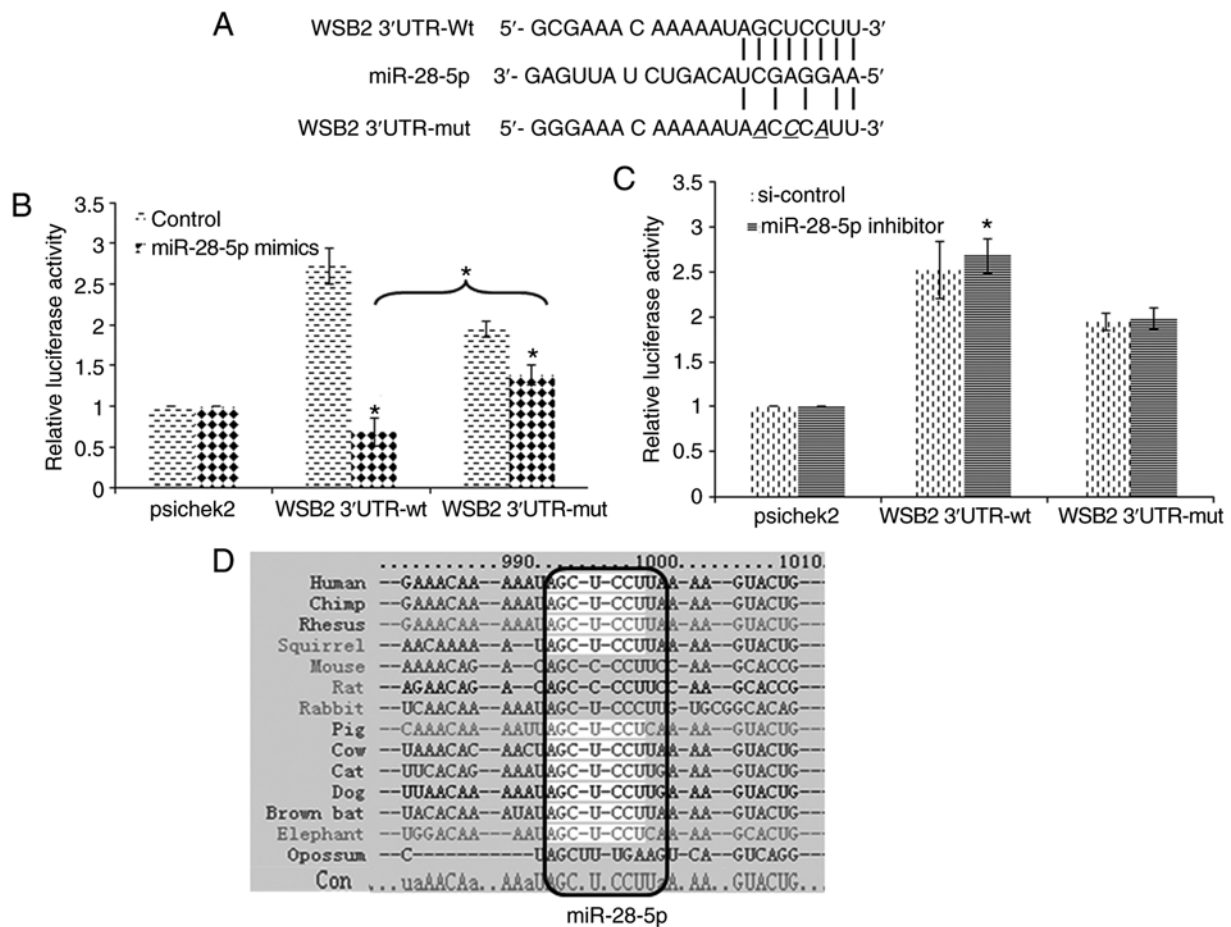 A
WSB2 3′UTR-Wt 5′- GCGAAA C AAAAAUAGCUCCUU-3′
miR-28-5p 3′- GAGUUA U CUGACAUCGAGGAA-5′
WSB2 3′UTR-mut 5′- GGGAAA C AAAAAUAACCCAUU-3′
B
Relative luciferase activity
3.5
3
2.5
2
1.5
1
0.5
0
Control
miR-28-5p mimics
*
*
*
psichek2 WSB2 3′UTR-wt WSB2 3′UTR-mut
C
Relative luciferase activity
3.5
3
2.5
2
1.5
1
0.5
0
si-control
miR-28-5p inhibitor
*
psichek2 WSB2 3′UTR-wt WSB2 3′UTR-mut
D
.........990.........1000.........1010.
Human --GAAACAA--AAAUAGC-U-CCUUAA-AA--GUACUG--
Chimp --GAAACAA--AAAUAGC-U-CCUUAA-AA--GUACUG--
Rhesus --GAAACAA--AAAUAGC-U-CCUUAA-AA--GUACUG--
Squirrel --AACAAAA--A--UAGC-U-CCUUAA-AA--GUACUG--
Mouse --AAAACAG--A--CAGC-C-CCUUCC-AA--GCACCG--
Rat --AGAACAG--A--CAGC-C-CCUUCC-AA--GCACCG--
Rabbit --UCAACAA--AAAUAGC-U-CCCUUG-UGCGGCACAG--
Pig --CAAACAA--AAUUAGC-U-CCUCAA-AA--GUACUG--
Cow --UAAACAC--AACUAGC-U-CCUUAA-AA--GUACUG--
Cat --UUCACAG--AAAUAGC-U-CCUUGA-AA--GUACUG--
Dog --UUAACAA--AAAUAGC-U-CCUUGA-AA--GUACUG--
Brown bat --UACACAA--AUAUAGC-U-CCUUAA-AA--GUACUG--
Elephant --UGGACAA---AAUAGC-U-CCUCAA-AA--GCACUG--
Opossum --C-----------UAGCUU-UGAAGU-CA--GUCAGG--
Con ..uaAACAa..AAaUAGC.U.CCUUaA.AA..GUACUG..
miR-28-5p